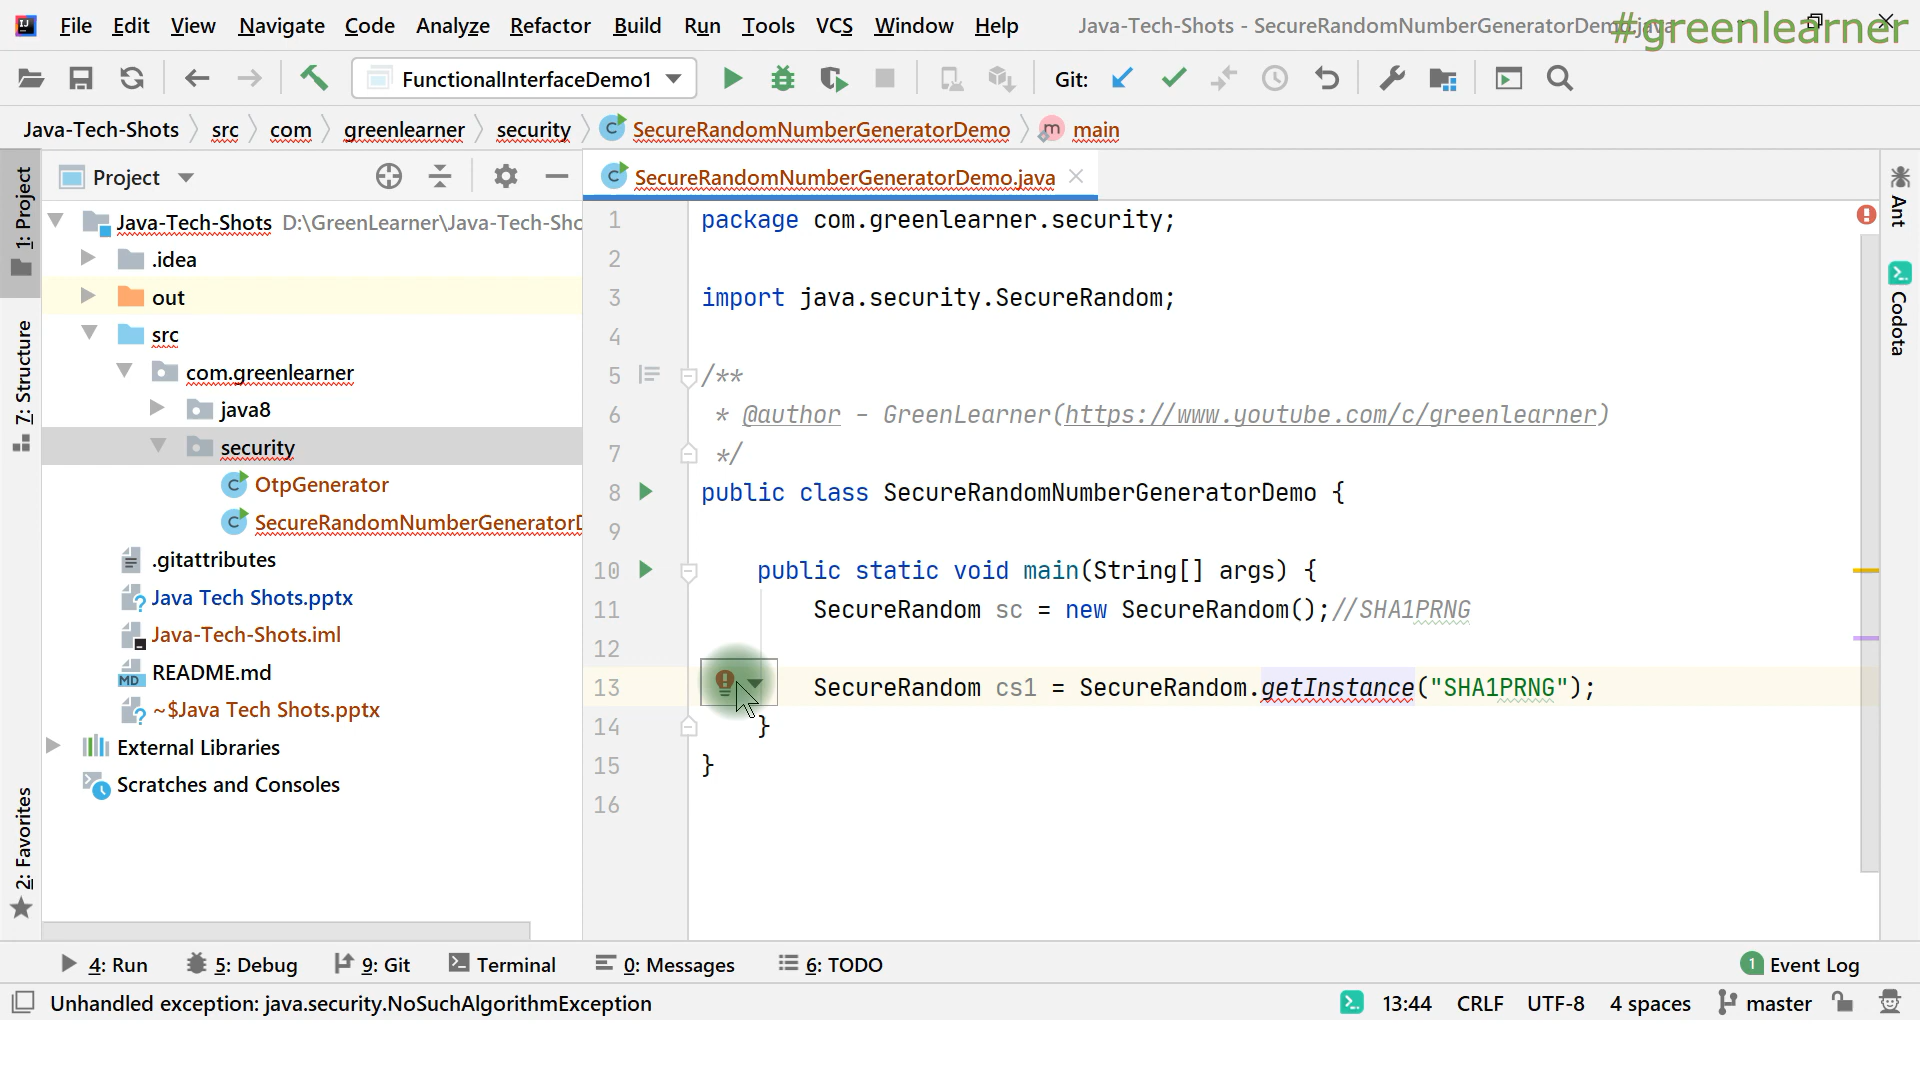 File Edit View Navigate Code Analyze Refactor Build Run Tools VCS Window Help Java-Tech-Shots - SecureRandomNumberGeneratorDemo.java
#greenlearner
FunctionalInterfaceDemo1 Git:
Java-Tech-Shots src com greenlearner security SecureRandomNumberGeneratorDemo main
1: Project
7: Structure
2: Favorites
Project
Java-Tech-Shots D:\GreenLearner\Java-Tech-Sho
.idea
out
src
com.greenlearner
java8
security
OtpGenerator
SecureRandomNumberGeneratorD
.gitattributes
Java Tech Shots.pptx
Java-Tech-Shots.iml
README.md
~$Java Tech Shots.pptx
External Libraries
Scratches and Consoles
SecureRandomNumberGeneratorDemo.java
1 package com.greenlearner.security;
2
3 import java.security.SecureRandom;
4
5 /**
6 * @author - GreenLearner(https://www.youtube.com/c/greenlearner)
7 */
8 public class SecureRandomNumberGeneratorDemo {
9
10 public static void main(String[] args) {
11 SecureRandom sc = new SecureRandom();//SHA1PRNG
12
13 SecureRandom cs1 = SecureRandom.getInstance("SHA1PRNG");
14 }
15 }
16
Ant
Codota
4: Run 5: Debug 9: Git Terminal 0: Messages 6: TODO 1 Event Log
Unhandled exception: java.security.NoSuchAlgorithmException 13:44 CRLF UTF-8 4 spaces master